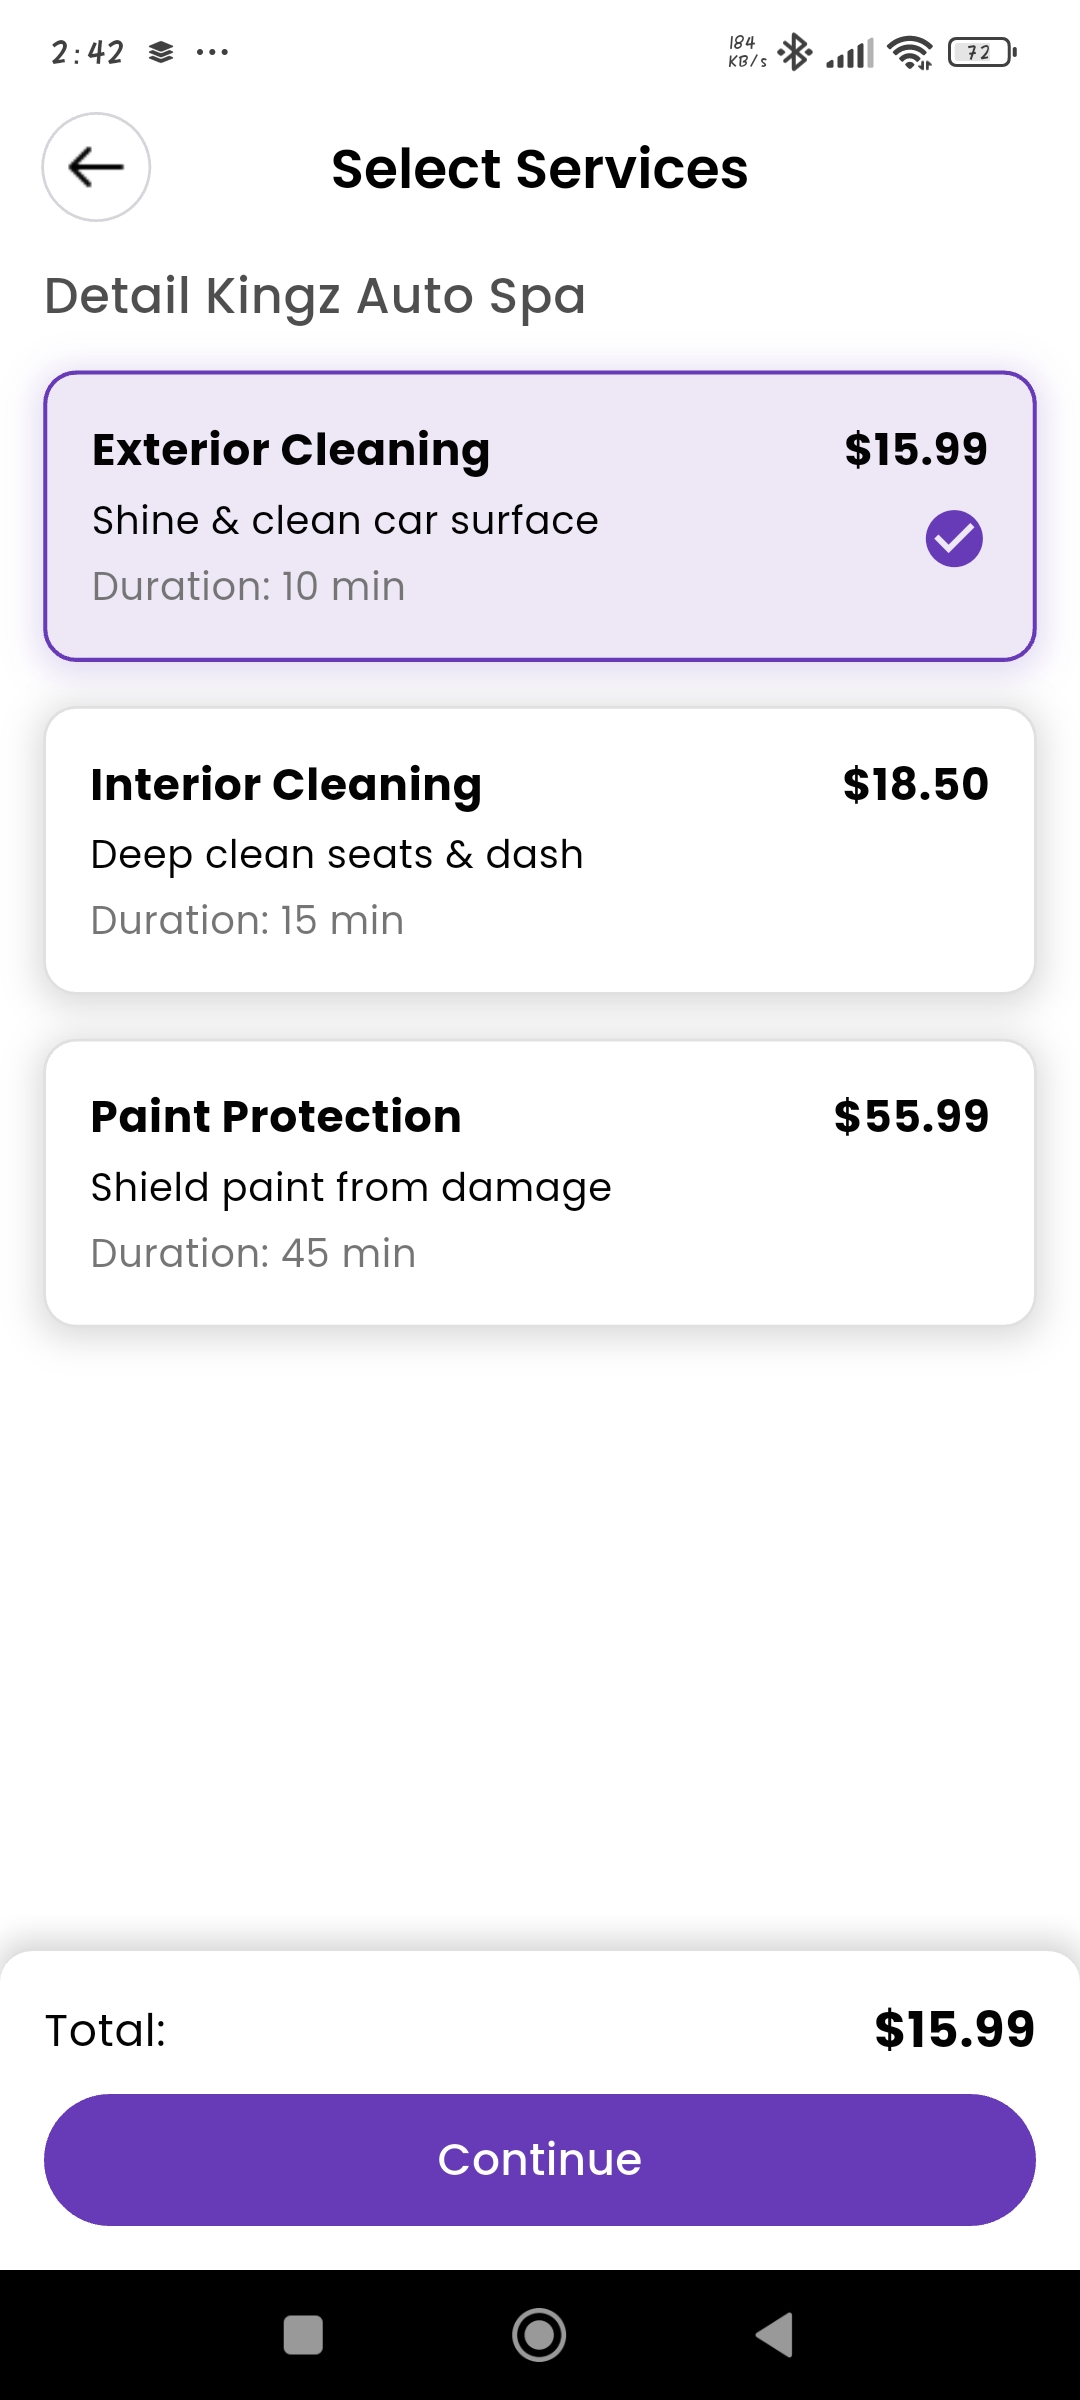 2:42
184
KB/s
72
Select Services
Detail Kingz Auto Spa
Exterior Cleaning $15.99
Shine & clean car surface
Duration: 10 min
Interior Cleaning $18.50
Deep clean seats & dash
Duration: 15 min
Paint Protection $55.99
Shield paint from damage
Duration: 45 min
Total: $15.99
Continue